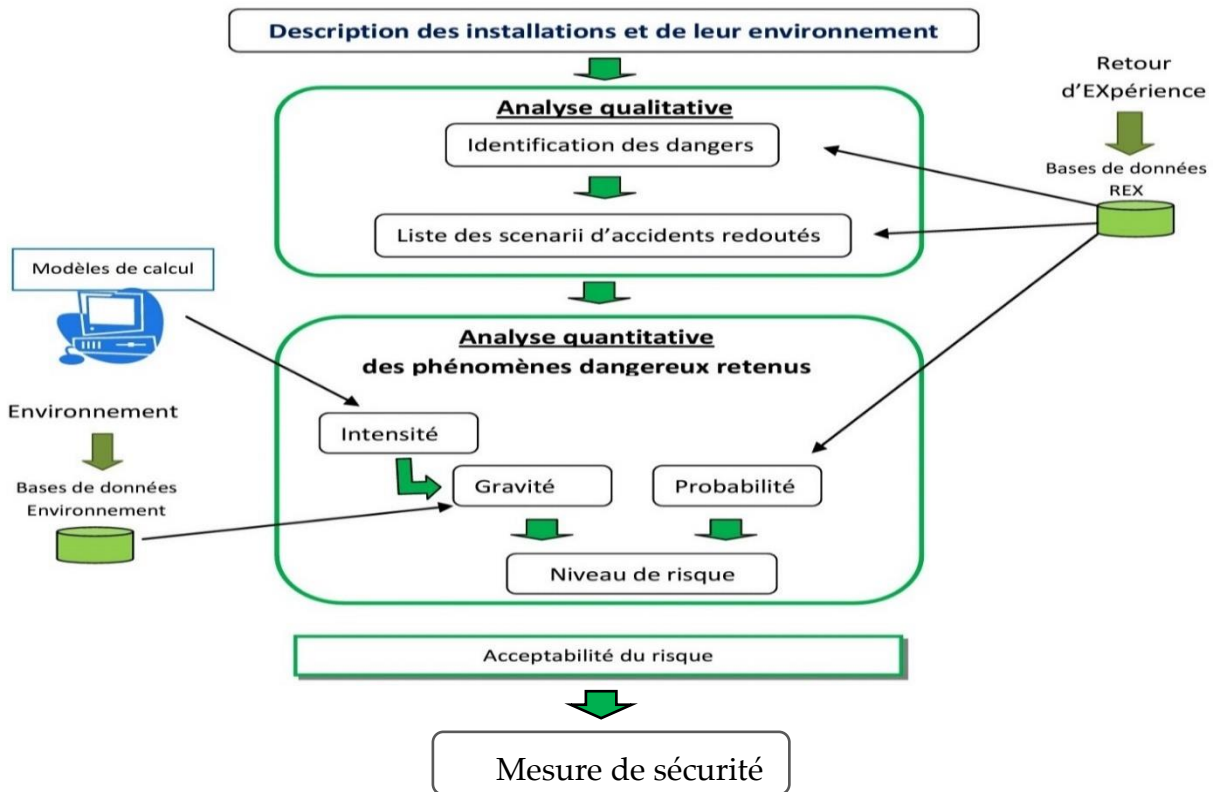 Description des installations et de leur environnement
Retour
d'EXpérience
Analyse qualitative
Identification des dangers
Bases de données
REX
Liste des scenarii d'accidents redoutés
Modèles de calcul
Analyse quantitative
des phénomènes dangereux retenus
Environnement
Intensité
Bases de données
Environnement
Gravité
Probabilité
Niveau de risque
Acceptabilité du risque
Mesure de sécurité